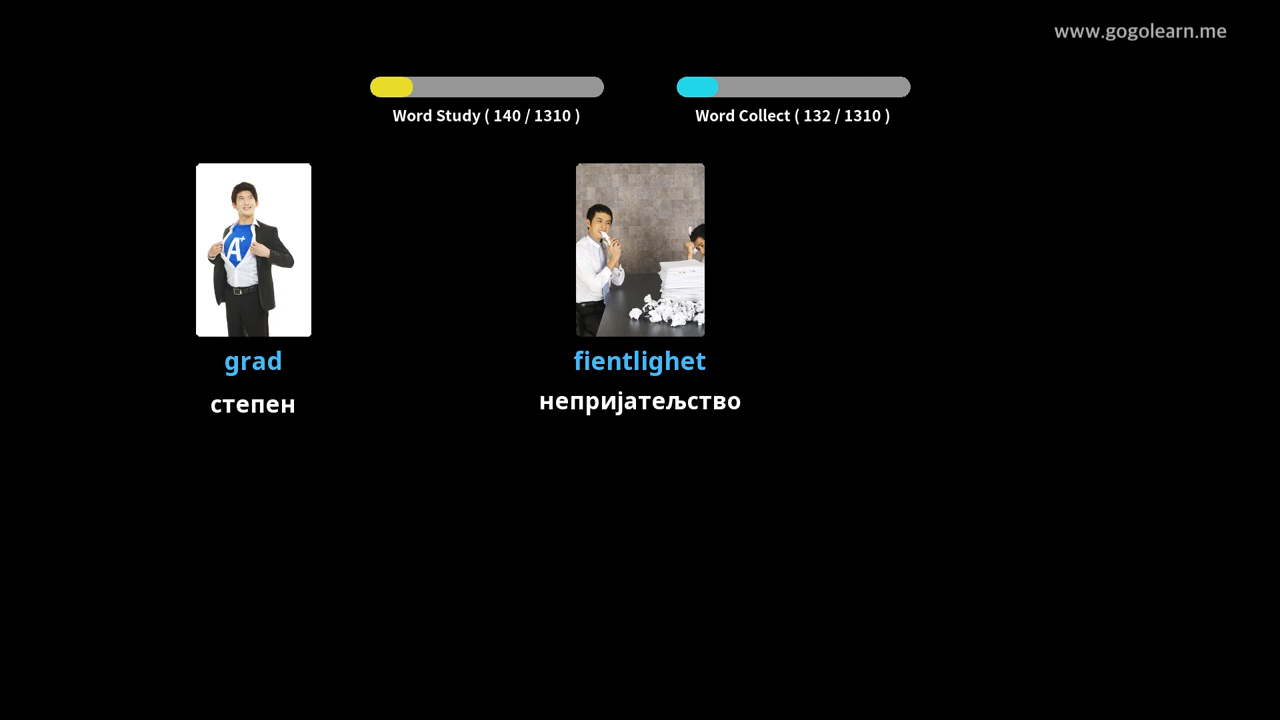 www.gogolearn.me
Word Study ( 140 / 1310 )
Word Collect ( 132 / 1310 )
A+
grad
fientlighet
степен
непријатељство